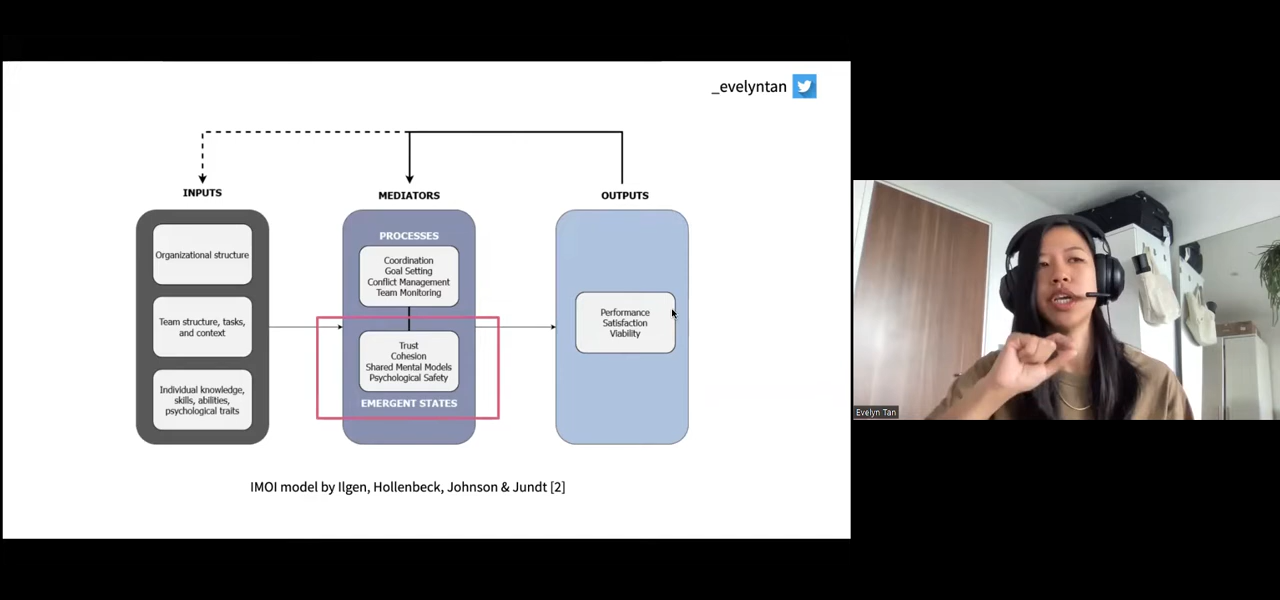 _evelyntan
INPUTS
Organizational structure
Team structure, tasks,
and context
Individual knowledge,
skills, abilities,
psychological traits
MEDIATORS
PROCESSES
Coordination
Goal Setting
Conflict Management
Team Monitoring
Trust
Cohesion
Shared Mental Models
Psychological Safety
EMERGENT STATES
OUTPUTS
Performance
Satisfaction
Viability
IMOI model by Ilgen, Hollenbeck, Johnson & Jundt [2]
Evelyn Tan